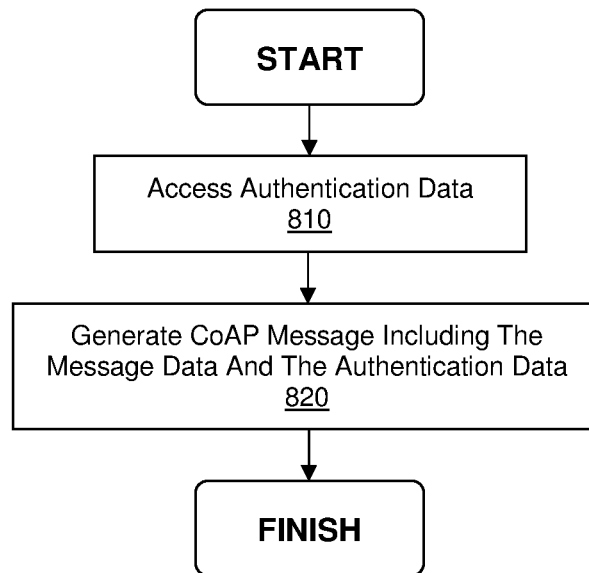 START
Access Authentication Data
810
Generate CoAP Message Including The
Message Data And The Authentication Data
820
FINISH